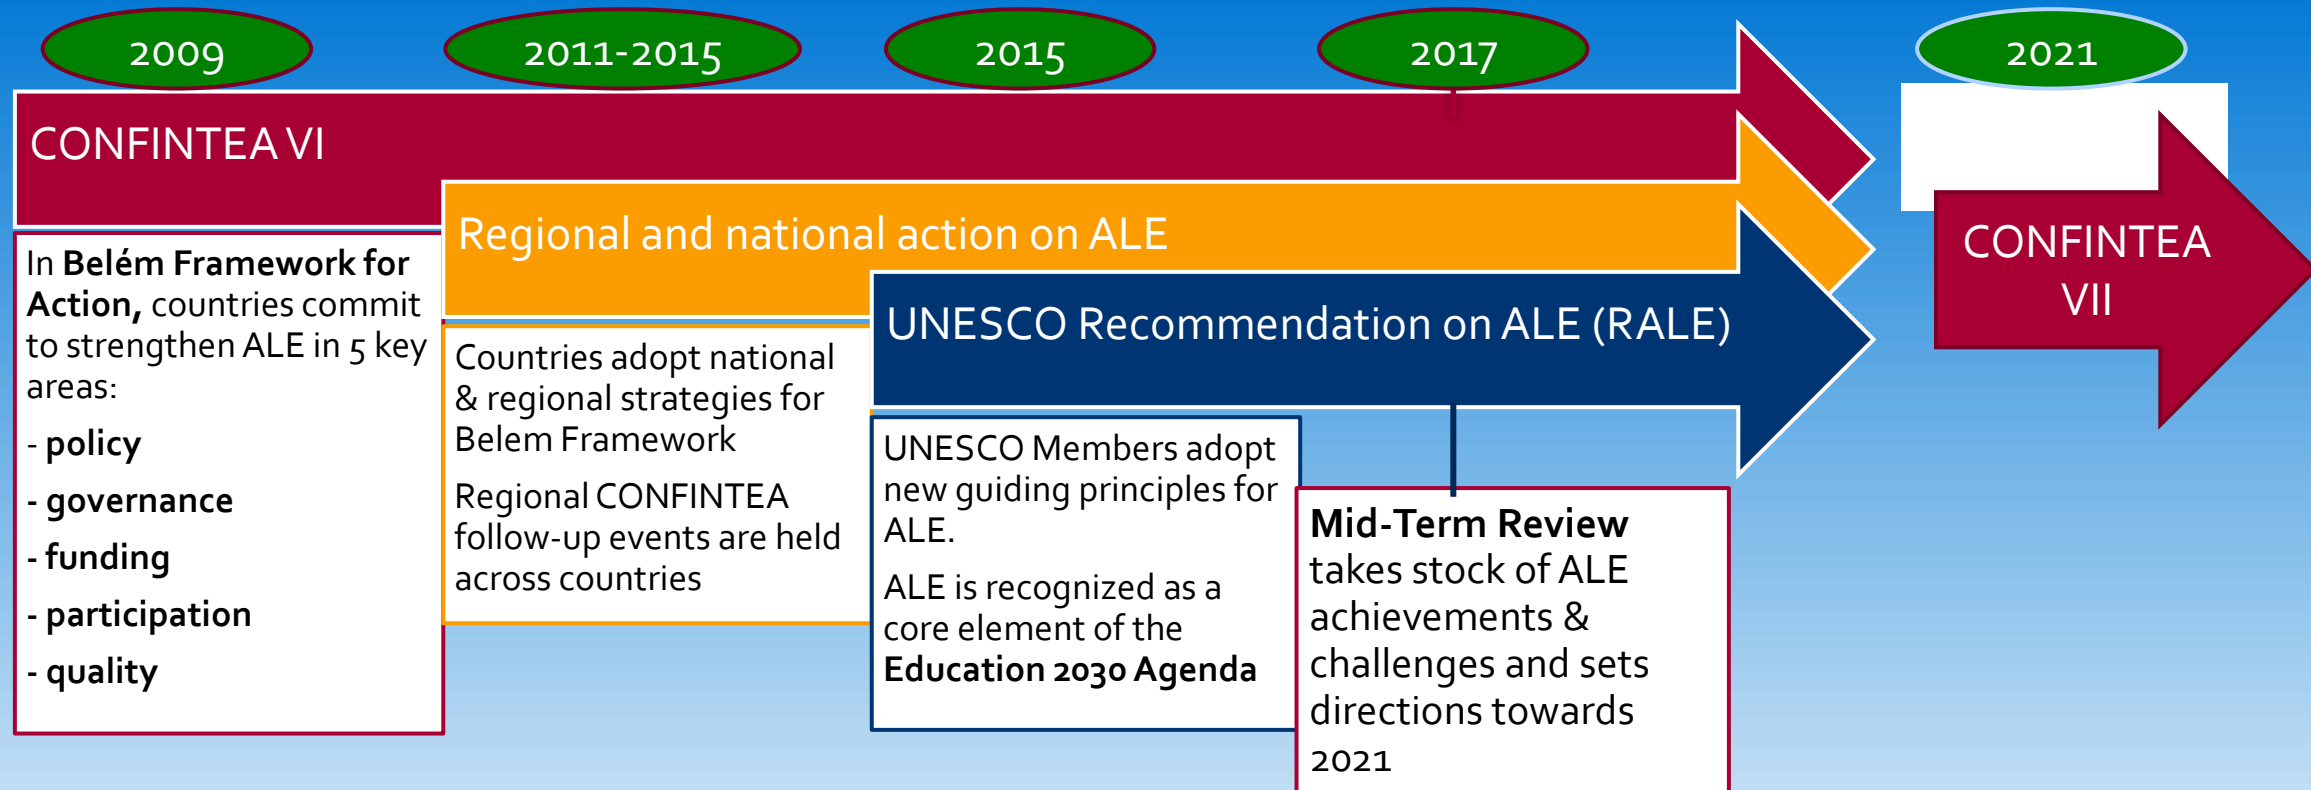 2009
2011-2015
2015
2017
2021
CONFINTEA VI
In Belém Framework for
Action, countries commit
to strengthen ALE in 5 key
areas:
- policy
- governance
- funding
- participation
- quality
Regional and national action on ALE
Countries adopt national
& regional strategies for
Belem Framework
Regional CONFINTEA
follow-up events are held
across countries
UNESCO Recommendation on ALE (RALE)
UNESCO Members adopt
new guiding principles for
ALE.
ALE is recognized as a
core element of the
Education 2030 Agenda
Mid-Term Review
takes stock of ALE
achievements &
challenges and sets
directions towards
2021
CONFINTEA
VII